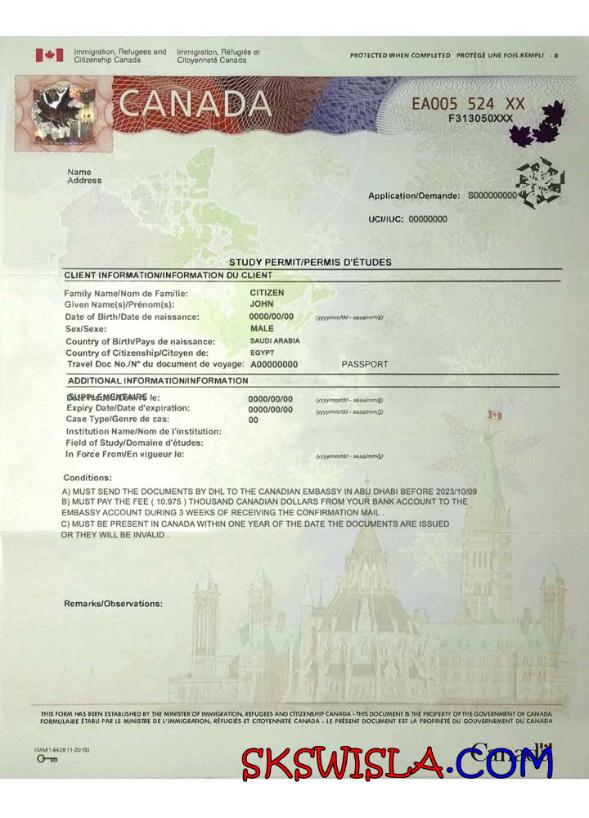 Immigration, Refugees and Citizenship Canada
Immigration, Réfugiés et Citoyenneté Canada
PROTECTED WHEN COMPLETED PROTÉGÉ UNE FOIS REMPLI - B
CANADA
EA005 524 XX
F313050XXX
Name
Address
Application/Demande: S000000000
UCI/IUC: 00000000
STUDY PERMIT/PERMIS D'ÉTUDES
CLIENT INFORMATION/INFORMATION DU CLIENT
Family Name/Nom de Famille: CITIZEN
Given Name(s)/Prénom(s): JOHN
Date of Birth/Date de naissance: 0000/00/00 (yyyy/mm/dd - aaaa/mm/jj)
Sex/Sexe: MALE
Country of Birth/Pays de naissance: SAUDI ARABIA
Country of Citizenship/Citoyen de: EGYPT
Travel Doc No./N° du document de voyage: A00000000 PASSPORT
ADDITIONAL INFORMATION/INFORMATION
SUPPLÉMENTAIRE
le: 0000/00/00 (yyyy/mm/dd - aaaa/mm/jj)
Expiry Date/Date d'expiration: 0000/00/00 (yyyy/mm/dd - aaaa/mm/jj)
Case Type/Genre de cas: 00
Institution Name/Nom de l'institution:
Field of Study/Domaine d'études:
In Force From/En vigueur le: (yyyy/mm/dd - aaaa/mm/jj)
Conditions:
A) MUST SEND THE DOCUMENTS BY DHL TO THE CANADIAN EMBASSY IN ABU DHABI BEFORE 2023/10/09
B) MUST PAY THE FEE ( 10.975 ) THOUSAND CANADIAN DOLLARS FROM YOUR BANK ACCOUNT TO THE
EMBASSY ACCOUNT DURING 3 WEEKS OF RECEIVING THE CONFIRMATION MAIL .
C) MUST BE PRESENT IN CANADA WITHIN ONE YEAR OF THE DATE THE DOCUMENTS ARE ISSUED
OR THEY WILL BE INVALID .
Remarks/Observations:
THIS FORM HAS BEEN ESTABLISHED BY THE MINISTER OF IMMIGRATION, REFUGEES AND CITIZENSHIP CANADA - THIS DOCUMENT IS THE PROPERTY OF THE GOVERNMENT OF CANADA
FORMULAIRE ÉTABLI PAR LE MINISTRE DE L'IMMIGRATION, RÉFUGIÉS ET CITOYENNETÉ CANADA - LE PRÉSENT DOCUMENT EST LA PROPRIÉTÉ DU GOUVERNEMENT DU CANADA
IMM 1442B (1-2019)
Canada
SKSWISLA.COM